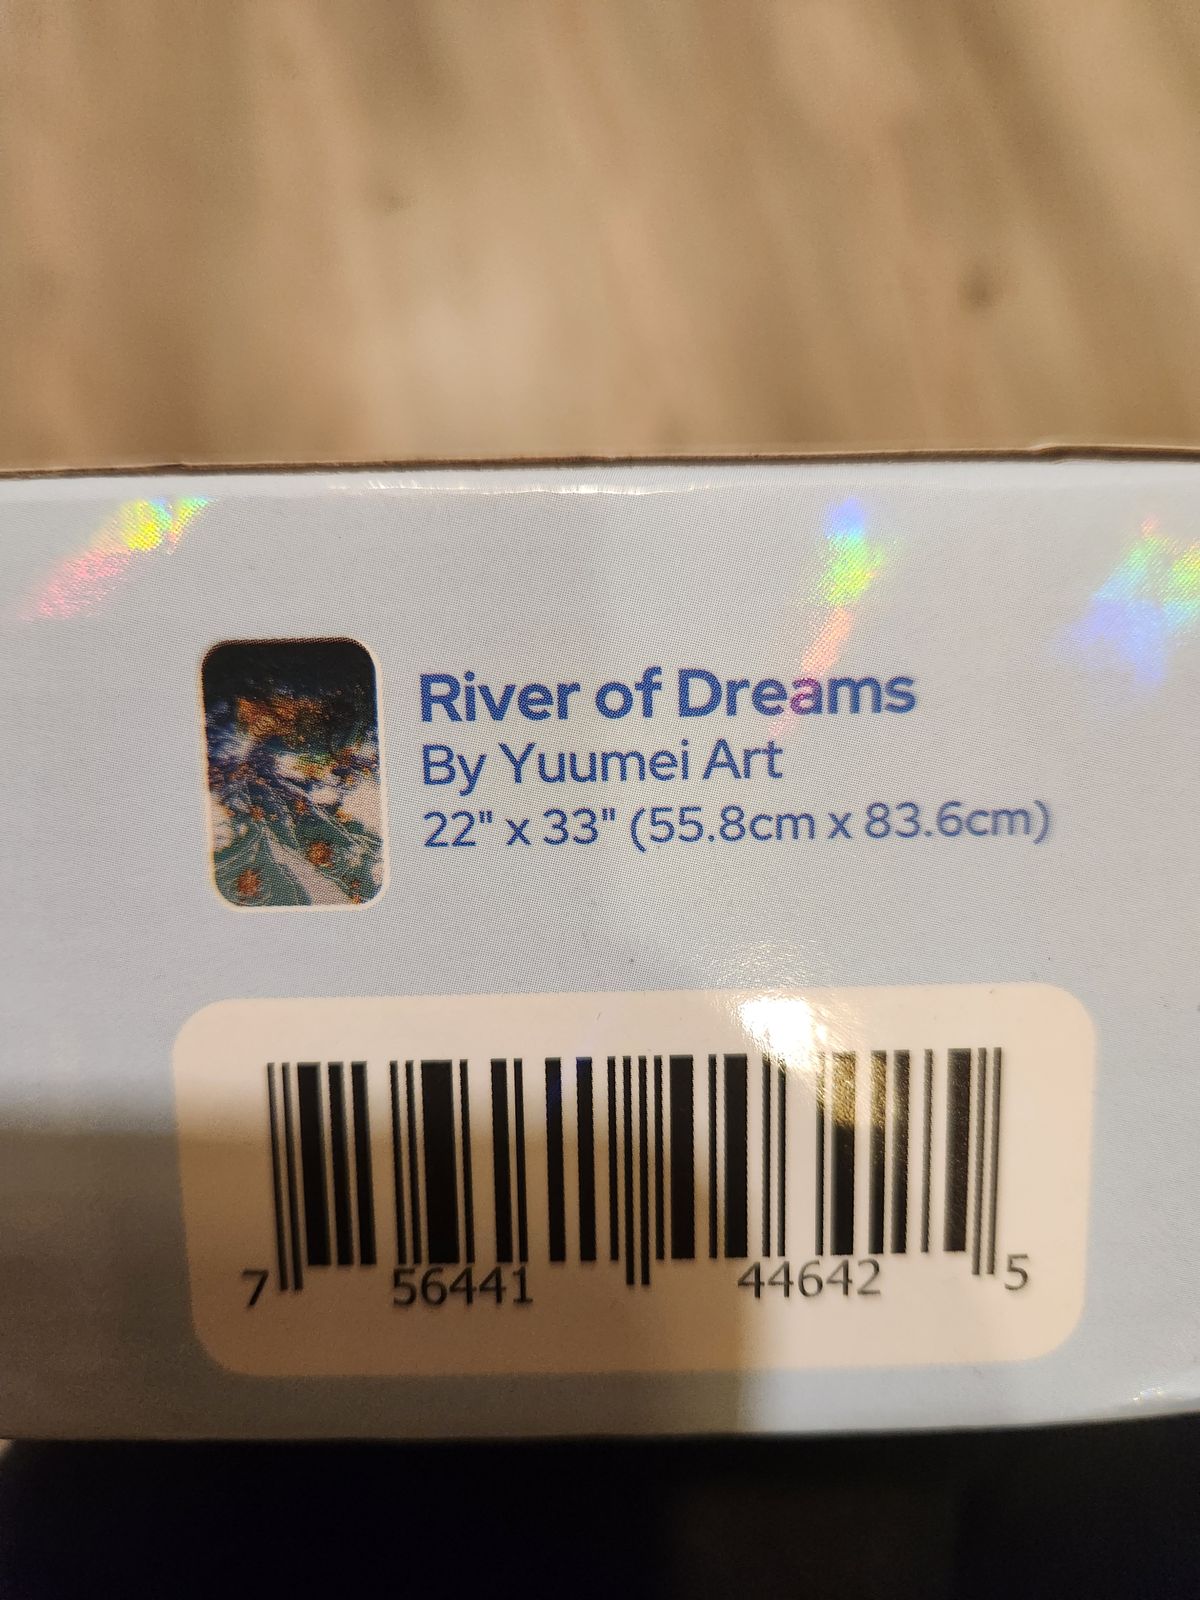 River of Dreams
By Yuumei Art
22" x 33" (55.8cm x 83.6cm)
7 56441 44642 5